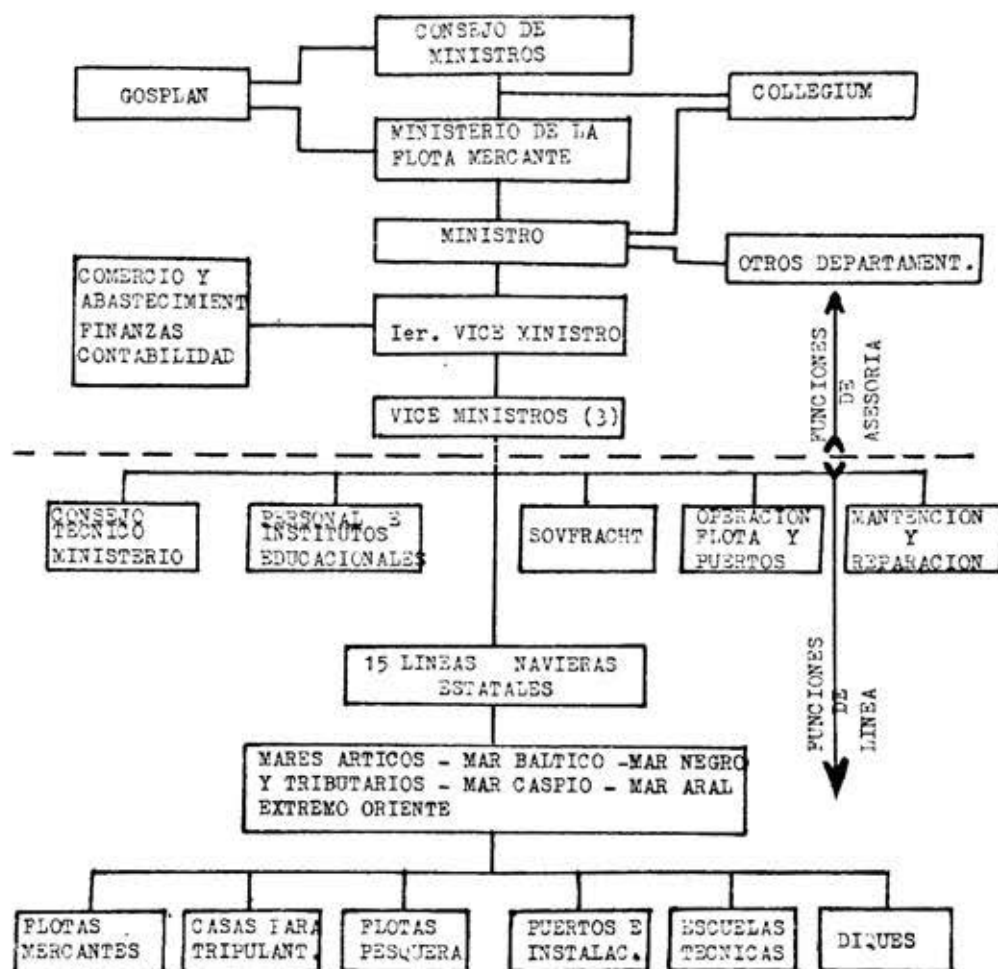 CONSEJO DE
MINISTROS
GOSPLAN
COLLEGIUM
MINISTERIO DE LA
FLOTA MERCANTE
MINISTRO
OTROS DEPARTAMENT.
COMERCIO Y
ABASTECIMIENT
FINANZAS
CONTABILIDAD
Ier. VICE MINISTRO
VICE MINISTROS (3)
FUNCIONES
DE
ASESORIA
CONSEJO
TECNICO
MINISTERIO
PERSONAL E
INSTITUTOS
EDUCACIONALES
SOVFRACHT
OPERACION
FLOTA Y
PUERTOS
MANTENCION
Y
REPARACION
15 LINEAS NAVIERAS
ESTATALES
FUNCIONES
DE
LINEA
MARES ARTICOS - MAR BALTICO -MAR NEGRO
Y TRIBUTARIOS - MAR CASPIO - MAR ARAL
EXTREMO ORIENTE
FLOTAS
MERCANTES
CASAS PARA
TRIPULANT.
FLOTAS
PESQUERA
PUERTOS E
INSTALAC.
ESCUELAS
TECNICAS
DIQUES